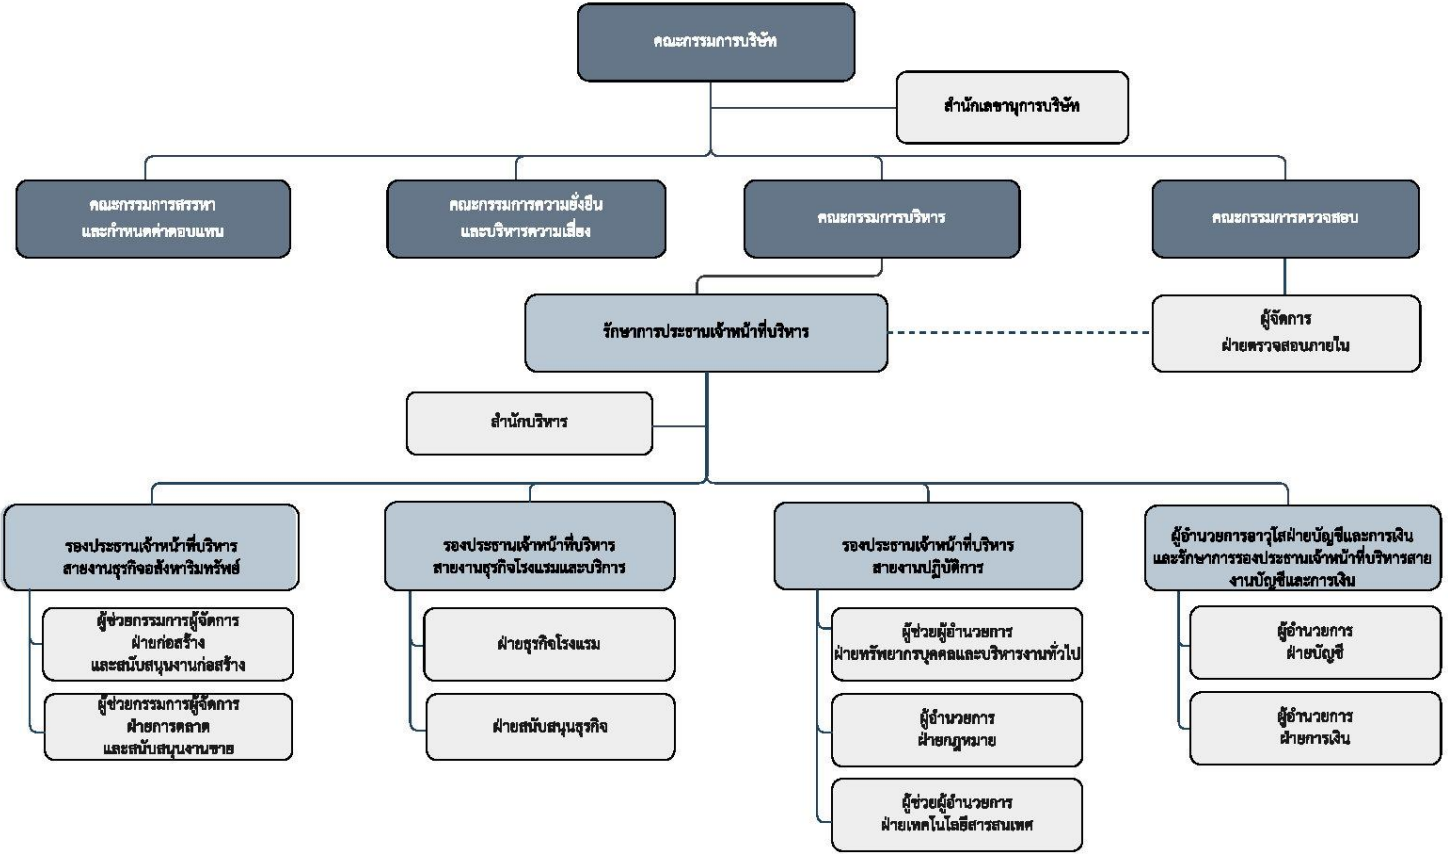 คณะกรรมการบริษัท
สำนักเลขานุการบริษัท
คณะกรรมการสรรหา
และกำหนดค่าตอบแทน
คณะกรรมการความยั่งยืน
และบริหารความเสี่ยง
คณะกรรมการบริหาร
คณะกรรมการตรวจสอบ
รักษาการประธานเจ้าหน้าที่บริหาร
ผู้จัดการ
ฝ่ายตรวจสอบภายใน
สำนักบริหาร
รองประธานเจ้าหน้าที่บริหาร
สายงานธุรกิจอสังหาริมทรัพย์
รองประธานเจ้าหน้าที่บริหาร
สายงานธุรกิจโรงแรมและบริการ
รองประธานเจ้าหน้าที่บริหาร
สายงานปฏิบัติการ
ผู้อำนวยการอาวุโสฝ่ายบัญชีและการเงิน
และรักษาการรองประธานเจ้าหน้าที่บริหารสาย
งานบัญชีและการเงิน
ผู้ช่วยกรรมการผู้จัดการ
ฝ่ายก่อสร้าง
และสนับสนุนงานก่อสร้าง
ผู้ช่วยกรรมการผู้จัดการ
ฝ่ายการตลาด
และสนับสนุนงานขาย
ฝ่ายธุรกิจโรงแรม
ฝ่ายสนับสนุนธุรกิจ
ผู้ช่วยผู้อำนวยการ
ฝ่ายทรัพยากรบุคคลและบริหารงานทั่วไป
ผู้อำนวยการ
ฝ่ายกฎหมาย
ผู้ช่วยผู้อำนวยการ
ฝ่ายเทคโนโลยีสารสนเทศ
ผู้อำนวยการ
ฝ่ายบัญชี
ผู้อำนวยการ
ฝ่ายการเงิน